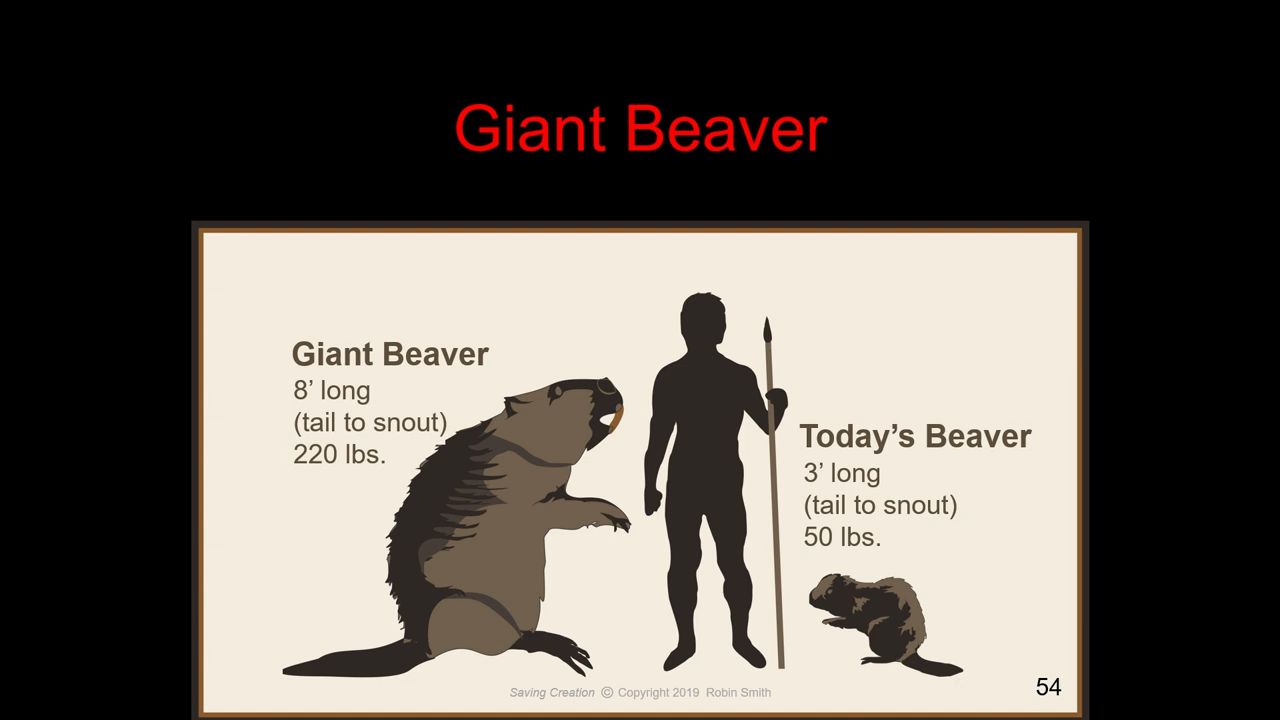 Giant Beaver
Giant Beaver
8’ long
(tail to snout)
220 lbs.
Today’s Beaver
3’ long
(tail to snout)
50 lbs.
Saving Creation © Copyright 2019 Robin Smith
54